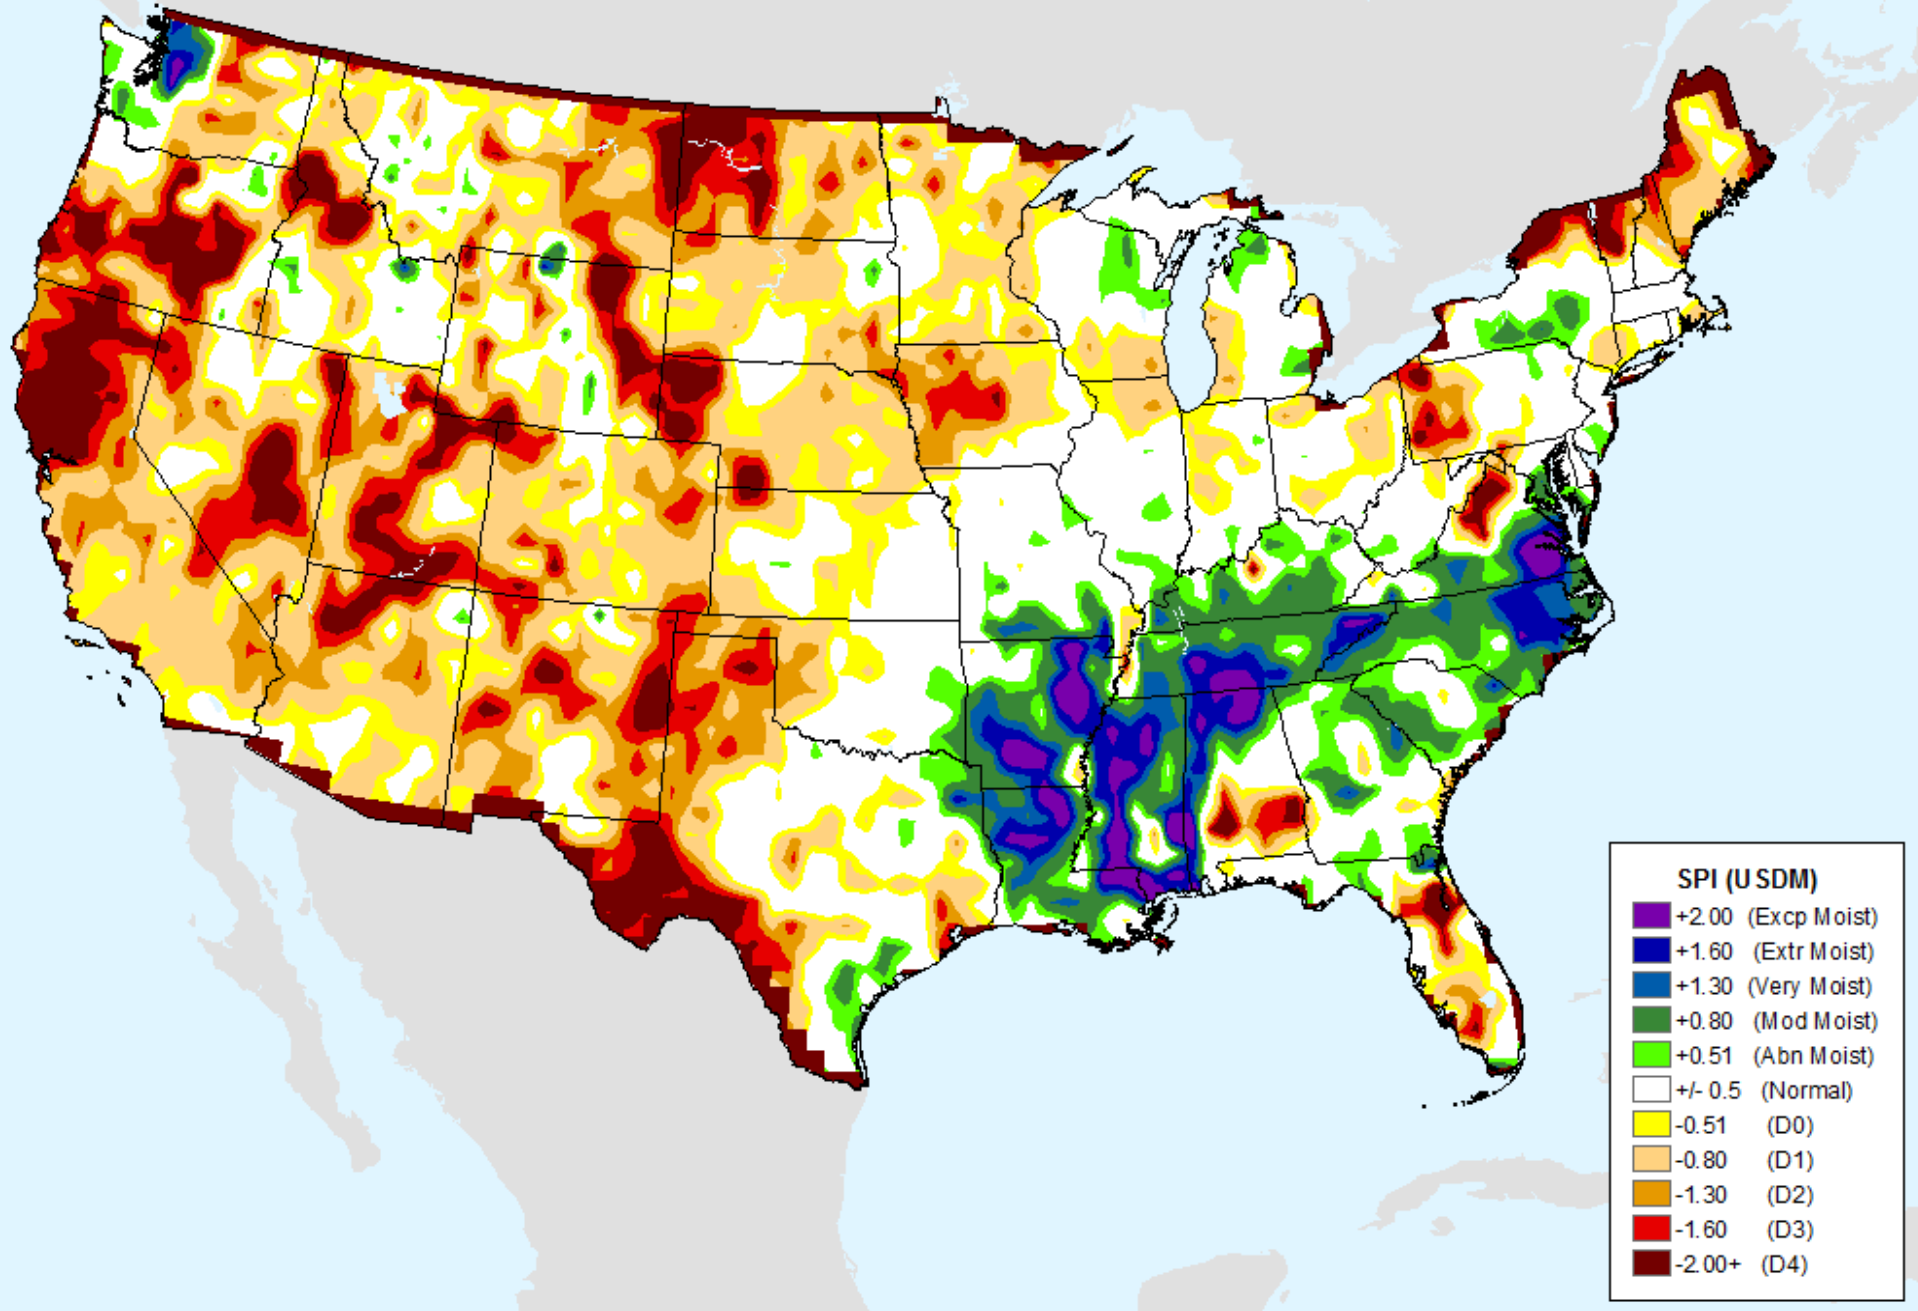 SPI (USDM)
+2.00 (Excp Moist)
+1.60 (Extr Moist)
+1.30 (Very Moist)
+0.80 (Mod Moist)
+0.51 (Abn Moist)
+/- 0.5 (Normal)
-0.51 (D0)
-0.80 (D1)
-1.30 (D2)
-1.60 (D3)
-2.00+ (D4)